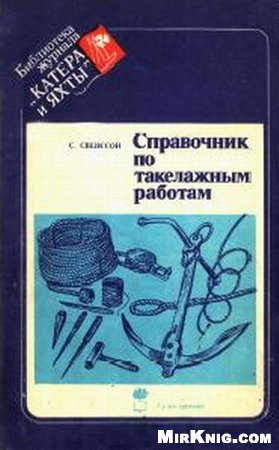 Библиотека
журнала
„КАТЕРА
и ЯХТЫ"
С. СВЕНСОН
Справочник
по
такелажным
работам
MirKnig.com